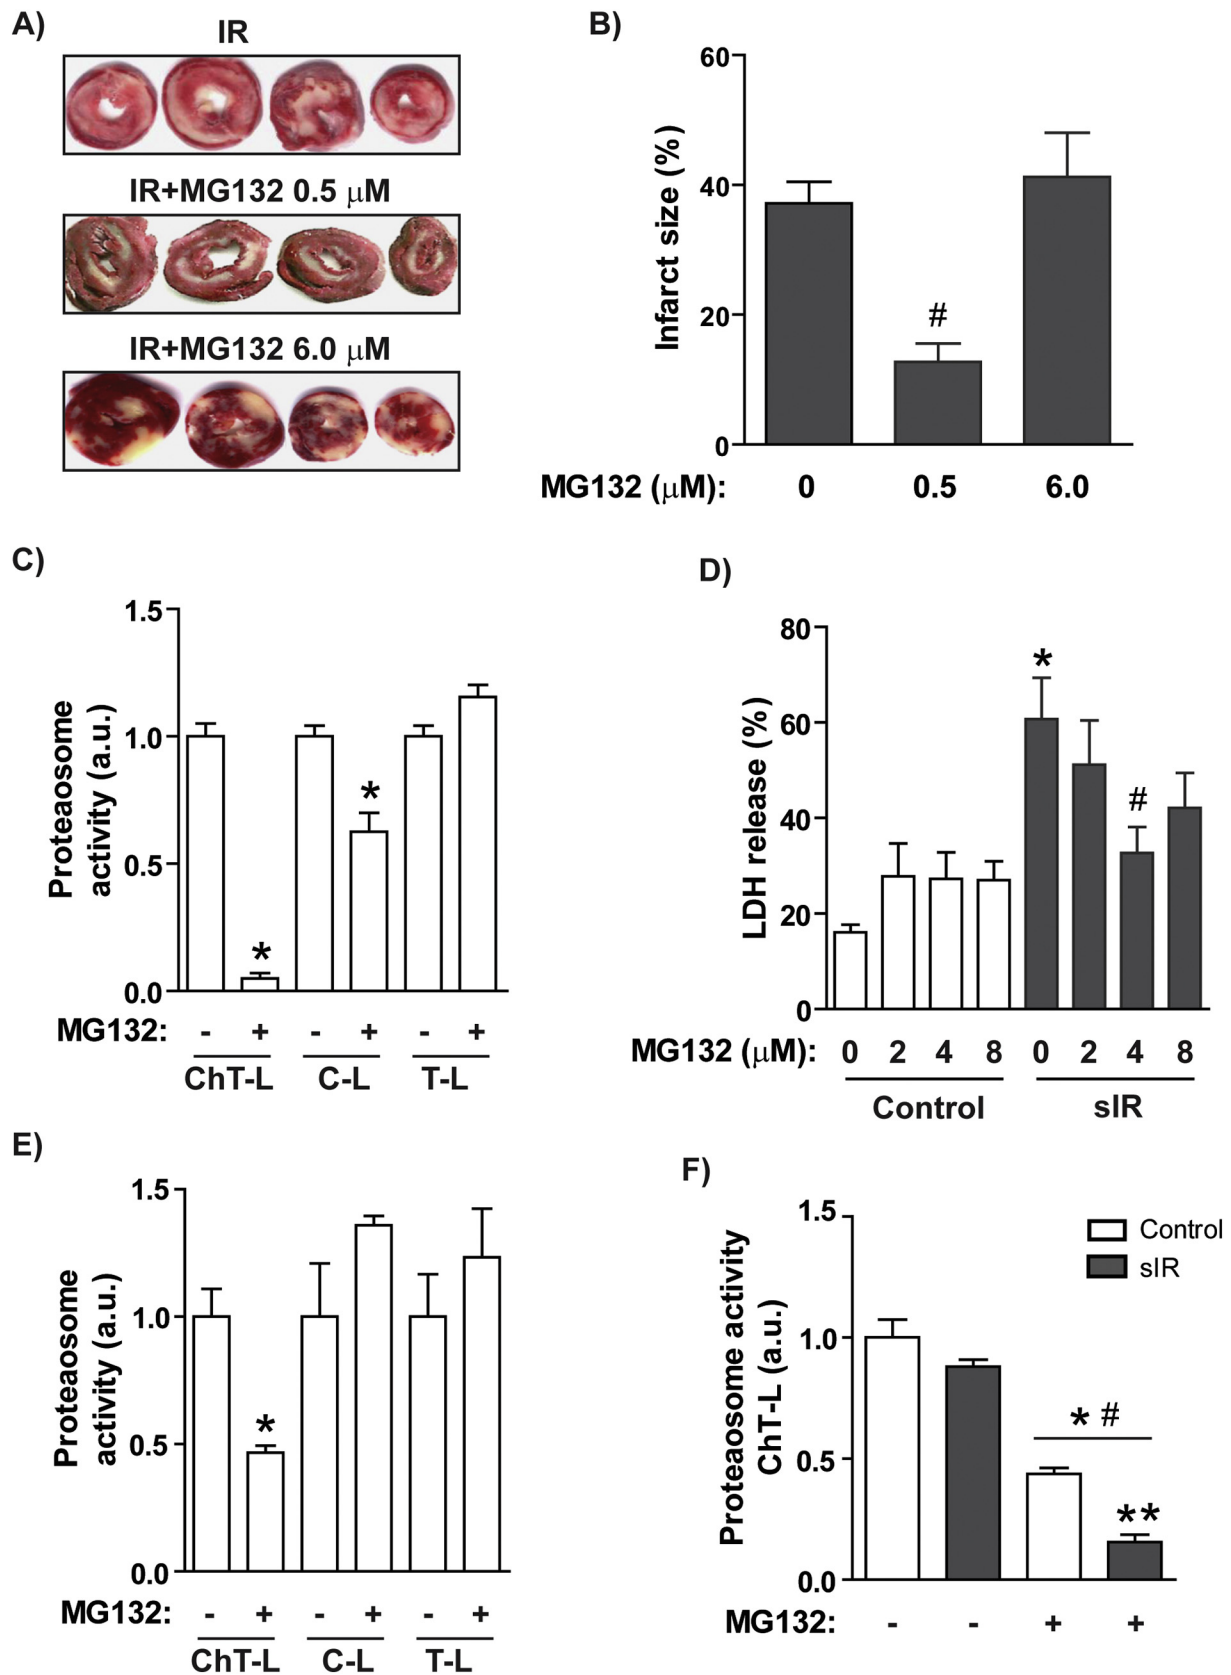 A)
IR
IR+MG132 0.5 μM
IR+MG132 6.0 μM
B)
Infarct size (%)
60
40
20
0
MG132 (μM): 0 0.5 6.0
#
C)
Proteaosome
activity (a.u.)
1.5
1.0
0.5
0.0
* *
MG132: - + - + - +
ChT-L C-L T-L
D)
LDH release (%)
80
60
40
20
0
* #
MG132 (μM): 0 2 4 8 0 2 4 8
Control sIR
E)
Proteaosome
activity (a.u.)
1.5
1.0
0.5
0.0
*
MG132: - + - + - +
ChT-L C-L T-L
F)
Proteaosome activity
ChT-L (a.u.)
1.5
1.0
0.5
0.0
Control
sIR
* #
**
MG132: - - + +